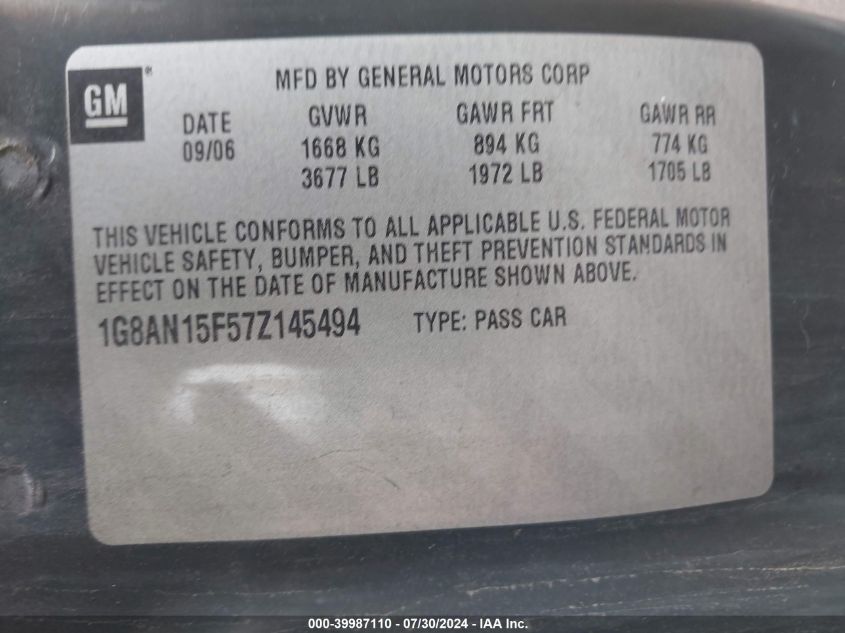 GM®
MFD BY GENERAL MOTORS CORP
DATE GVWR GAWR FRT GAWR RR
09/06 1668 KG 894 KG 774 KG
3677 LB 1972 LB 1705 LB
THIS VEHICLE CONFORMS TO ALL APPLICABLE U.S. FEDERAL MOTOR
VEHICLE SAFETY, BUMPER, AND THEFT PREVENTION STANDARDS IN
EFFECT ON THE DATE OF MANUFACTURE SHOWN ABOVE.
1G8AN15F57Z145494 TYPE: PASS CAR
000-39987110 - 07/30/2024 - IAA Inc.